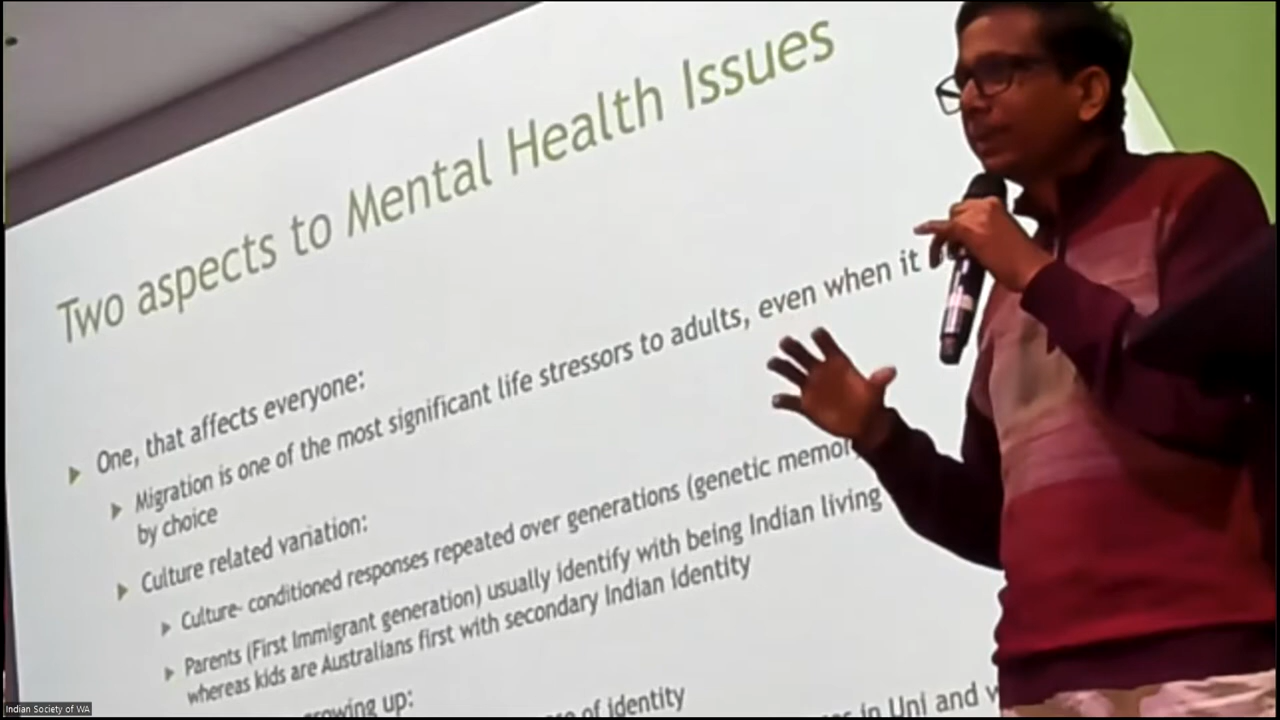 Two aspects to Mental Health Issues
One, that affects everyone:
Migration is one of the most significant life stressors to adults, even when it
by choice
Culture related variation:
Culture- conditioned responses repeated over generations (genetic
Parents (First Immigrant generation) usually identify with being Indian living
whereas kids are Australians first with secondary Indian Identity
up:
of identity
in Uni and
Indian Society of WA